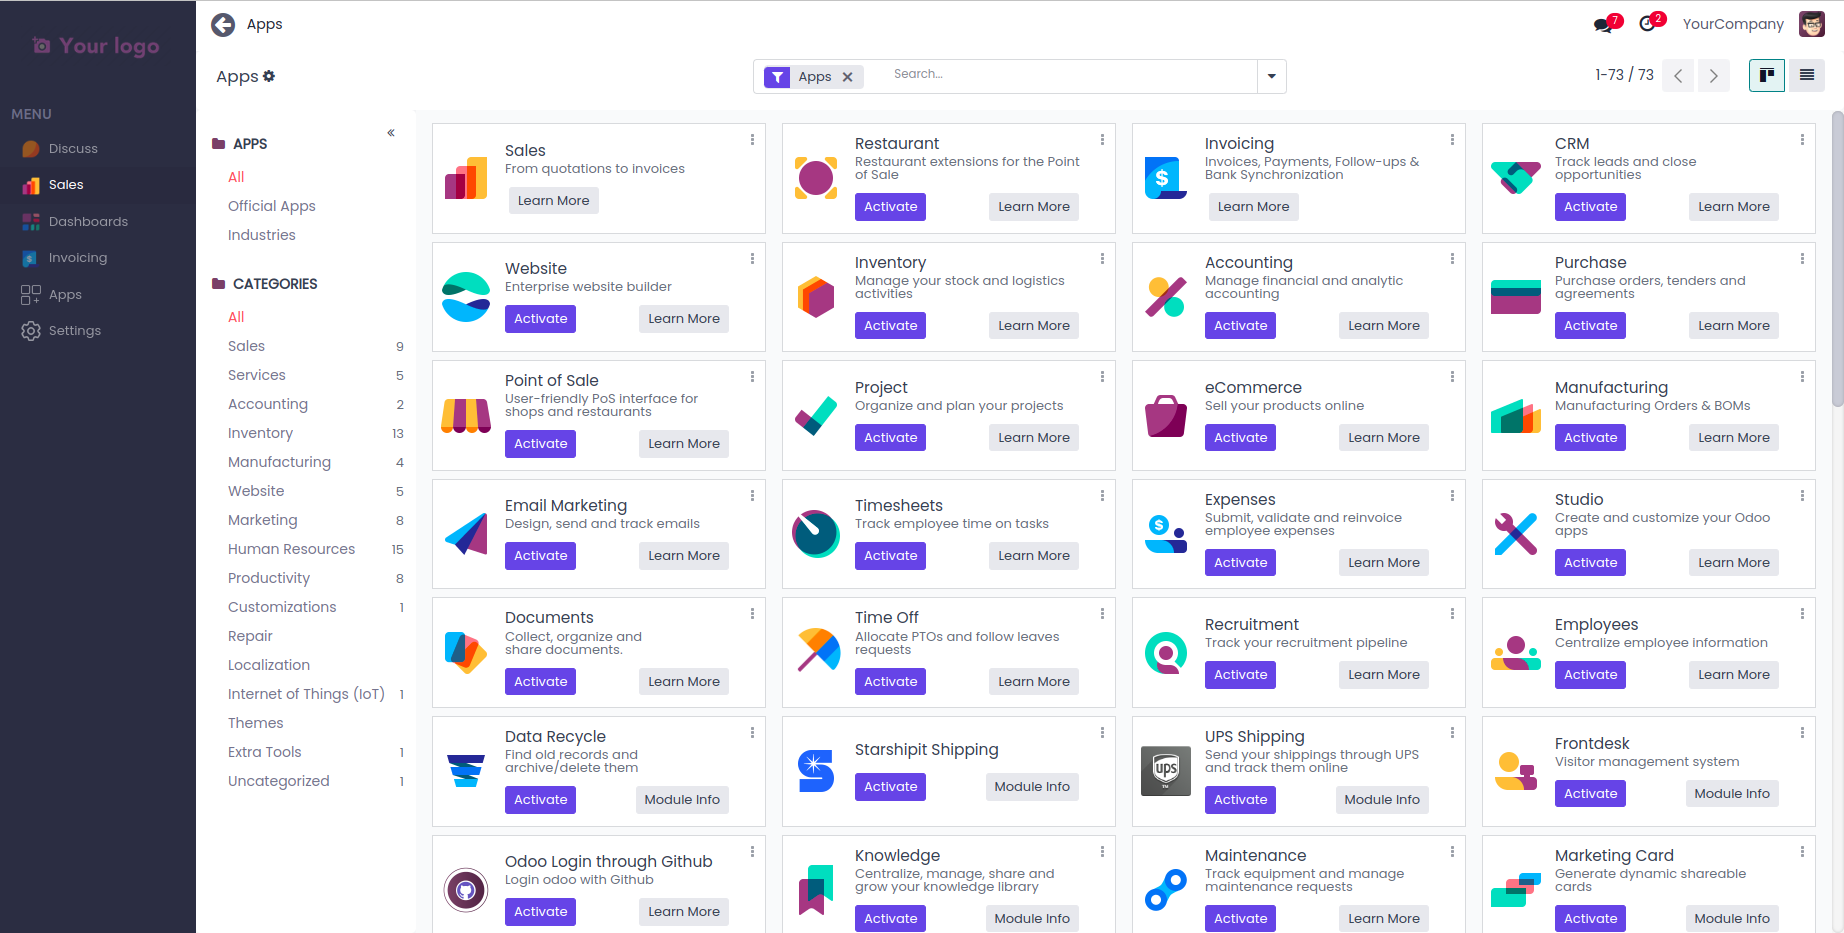 Your logo
MENU
Discuss
Sales
Dashboards
Invoicing
Apps
Settings
Apps
7
2
YourCompany
Apps
Apps
Search...
1-73 / 73
APPS
All
Official Apps
Industries
CATEGORIES
All
Sales 9
Services 5
Accounting 2
Inventory 13
Manufacturing 4
Website 5
Marketing 8
Human Resources 15
Productivity 8
Customizations 1
Repair
Localization
Internet of Things (IoT) 1
Themes
Extra Tools 1
Uncategorized 1
Sales
From quotations to invoices
Learn More
Restaurant
Restaurant extensions for the Point
of Sale
Activate Learn More
Invoicing
Invoices, Payments, Follow-ups &
Bank Synchronization
Learn More
CRM
Track leads and close
opportunities
Activate Learn More
Website
Enterprise website builder
Activate Learn More
Inventory
Manage your stock and logistics
activities
Activate Learn More
Accounting
Manage financial and analytic
accounting
Activate Learn More
Purchase
Purchase orders, tenders and
agreements
Activate Learn More
Point of Sale
User-friendly PoS interface for
shops and restaurants
Activate Learn More
Project
Organize and plan your projects
Activate Learn More
eCommerce
Sell your products online
Activate Learn More
Manufacturing
Manufacturing Orders & BOMs
Activate Learn More
Email Marketing
Design, send and track emails
Activate Learn More
Timesheets
Track employee time on tasks
Activate Learn More
Expenses
Submit, validate and reinvoice
employee expenses
Activate Learn More
Studio
Create and customize your Odoo
apps
Activate Learn More
Documents
Collect, organize and
share documents.
Activate Learn More
Time Off
Allocate PTOs and follow leaves
requests
Activate Learn More
Recruitment
Track your recruitment pipeline
Activate Learn More
Employees
Centralize employee information
Activate Learn More
Data Recycle
Find old records and
archive/delete them
Activate Module Info
Starshipit Shipping
Activate Module Info
ups
TM
UPS Shipping
Send your shippings through UPS
and track them online
Activate Module Info
Frontdesk
Visitor management system
Activate Module Info
Odoo Login through Github
Login odoo with Github
Activate Learn More
Knowledge
Centralize, manage, share and
grow your knowledge library
Activate Module Info
Maintenance
Track equipment and manage
maintenance requests
Activate Learn More
Marketing Card
Generate dynamic shareable
cards
Activate Module Info